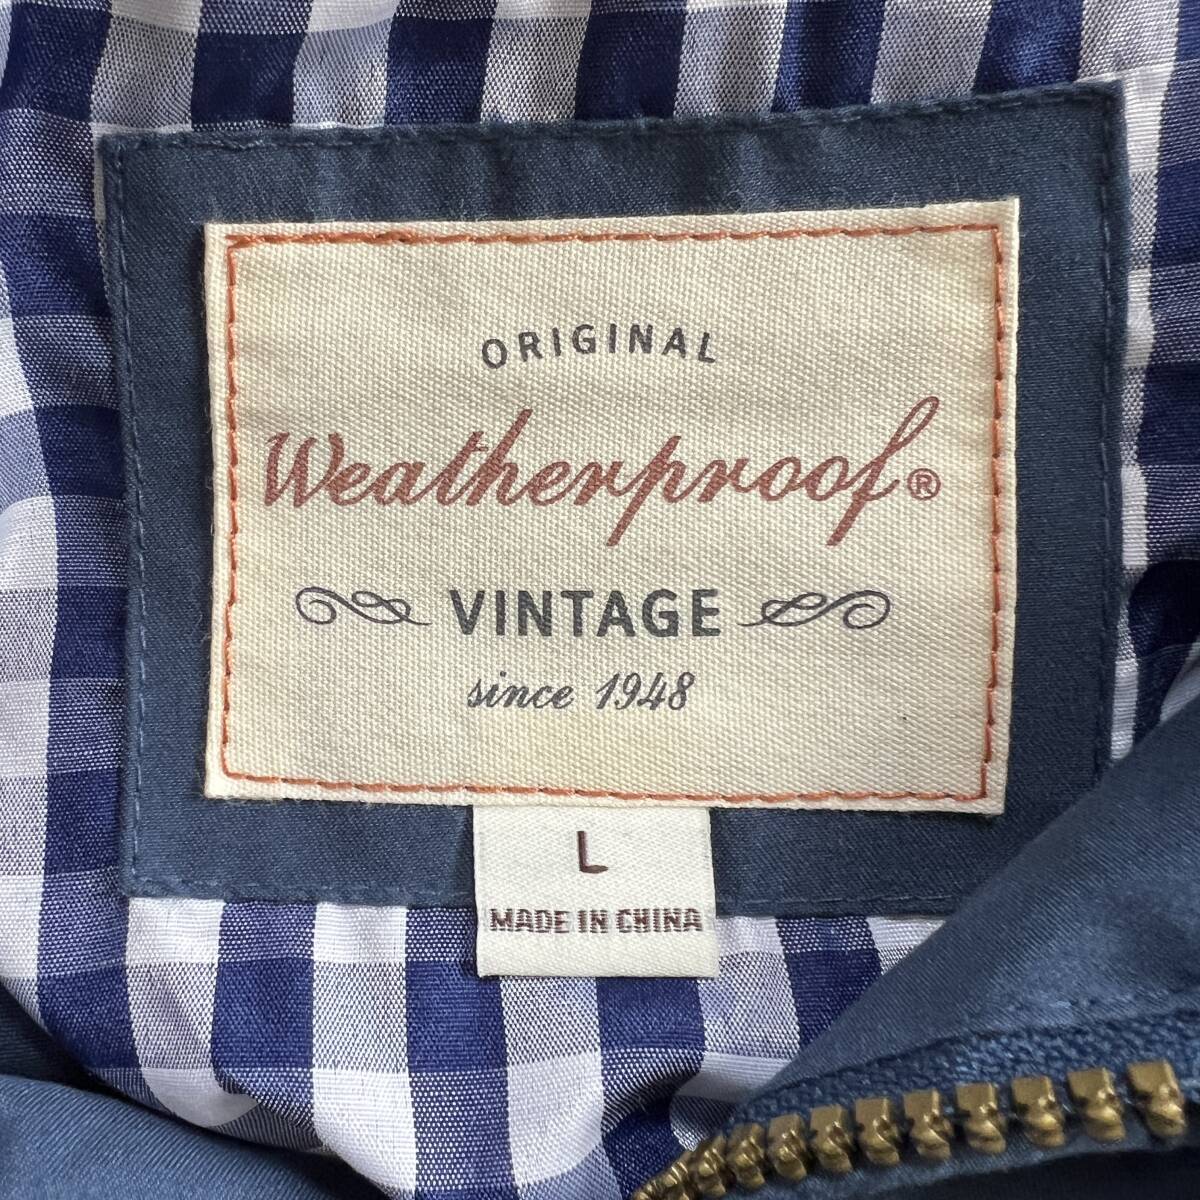 ORIGINAL
Weatherproof®
VINTAGE
since 1948
L
MADE IN CHINA